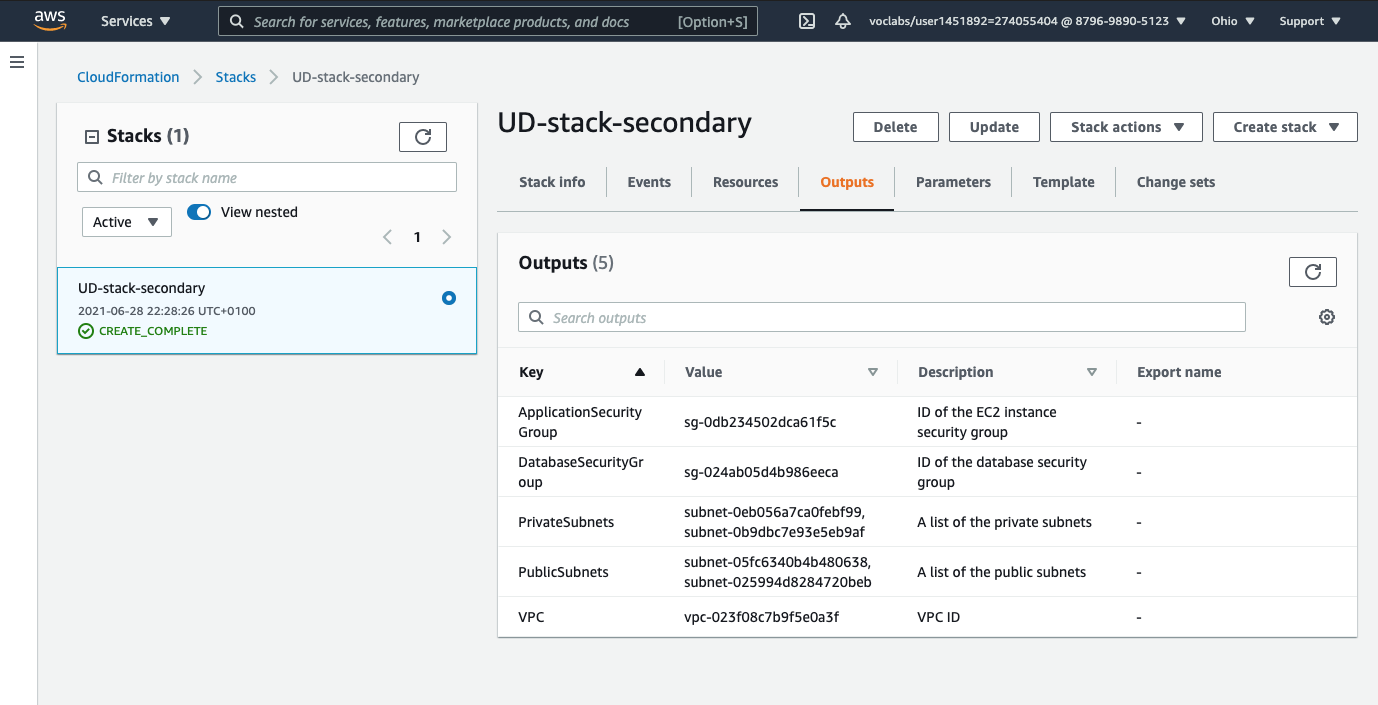 aws
Services
Search for services, features, marketplace products, and docs
[Option+S]
voclabs/user1451892=274055404 @ 8796-9890-5123
Ohio
Support
CloudFormation
Stacks
UD-stack-secondary
Stacks (1)
Filter by stack name
Active
View nested
1
UD-stack-secondary
2021-06-28 22:28:26 UTC+0100
CREATE_COMPLETE
UD-stack-secondary
Delete
Update
Stack actions
Create stack
Stack info
Events
Resources
Outputs
Parameters
Template
Change sets
Outputs (5)
Search outputs
Key
Value
Description
Export name
ApplicationSecurity
Group
sg-0db234502dca61f5c
ID of the EC2 instance
security group
-
DatabaseSecurityGr
oup
sg-024ab05d4b986eeca
ID of the database security
group
-
PrivateSubnets
subnet-0eb056a7ca0febf99,
subnet-0b9dbc7e93e5eb9af
A list of the private subnets
-
PublicSubnets
subnet-05fc6340b4b480638,
subnet-025994d8284720beb
A list of the public subnets
-
VPC
vpc-023f08c7b9f5e0a3f
VPC ID
-